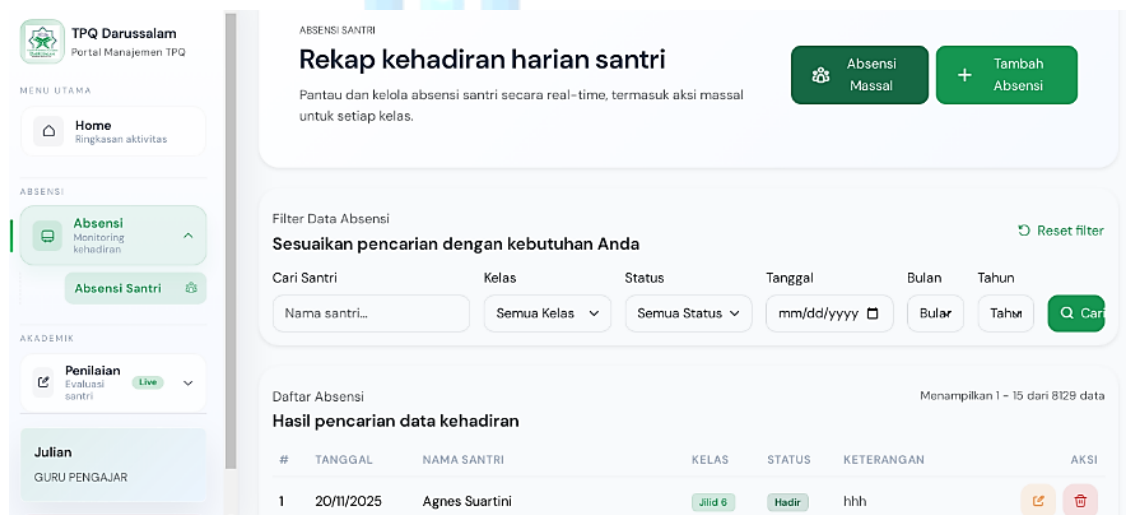 TPQ Darussalam
Portal Manajemen TPQ
MENU UTAMA
Home
Ringkasan aktivitas
ABSENSI
Absensi
Monitoring
kehadiran
Absensi Santri
AKADEMIK
Penilaian
Evaluasi
santri
Live
Julian
GURU PENGAJAR
ABSENSI SANTRI
Rekap kehadiran harian santri
Pantau dan kelola absensi santri secara real-time, termasuk aksi massal
untuk setiap kelas.
Absensi
Massal
Tambah
Absensi
Filter Data Absensi
Sesuaikan pencarian dengan kebutuhan Anda
Reset filter
Cari Santri Kelas Status Tanggal Bulan Tahun
Nama santri... Semua Kelas Semua Status mm/dd/yyyy Bular Tahu Cari
Daftar Absensi
Menampilkan 1 - 15 dari 8129 data
Hasil pencarian data kehadiran
# TANGGAL NAMA SANTRI KELAS STATUS KETERANGAN AKSI
1 20/11/2025 Agnes Suartini Jilid 6 Hadir hhh